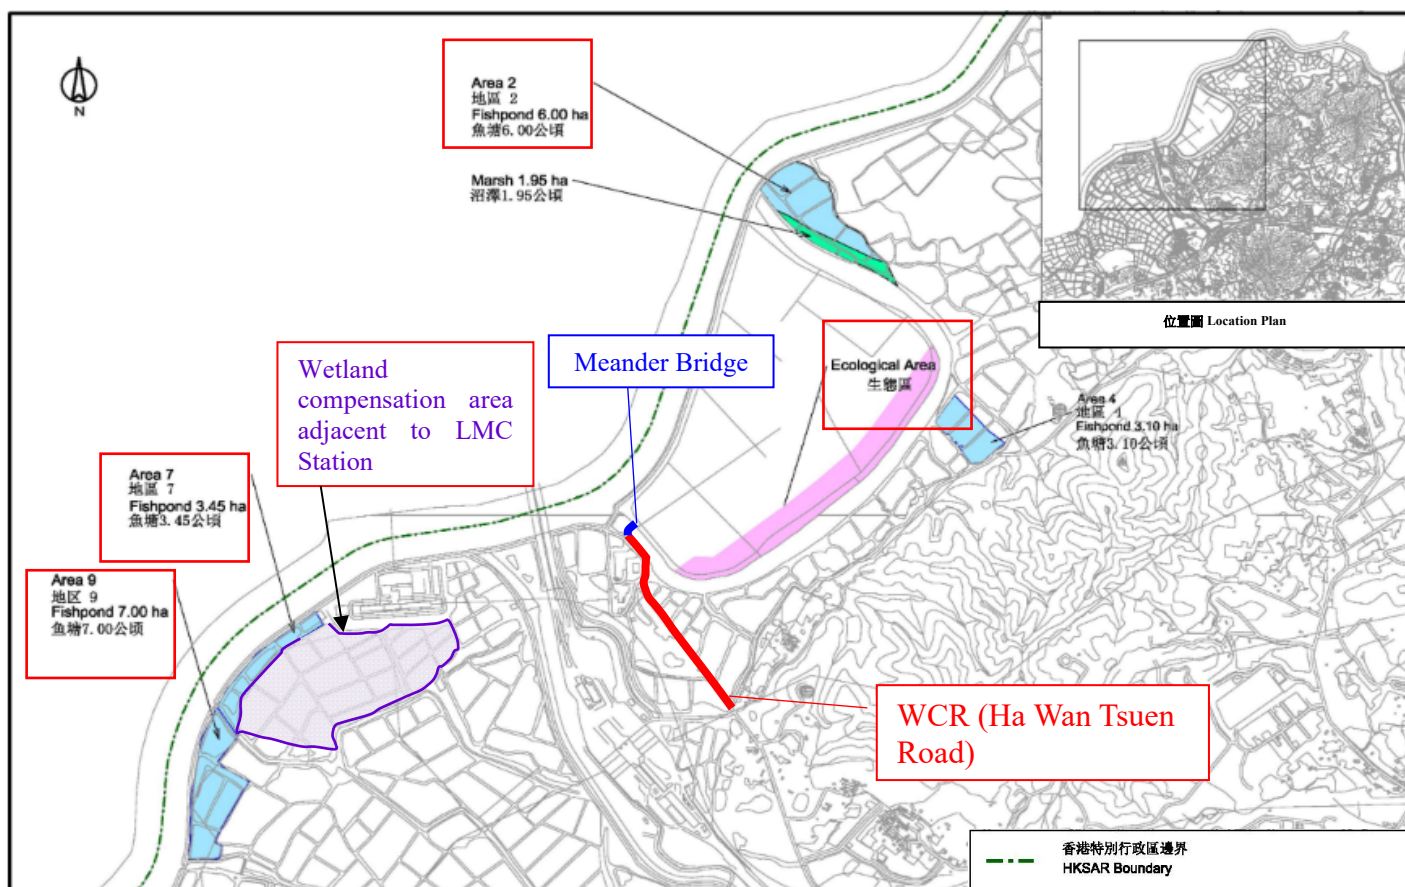 N
Area 2
地區 2
Fishpond 6.00 ha
魚塘6.00公頃
Marsh 1.95 ha
沼澤1.95公頃
位置圖 Location Plan
Wetland
compensation area
adjacent to LMC
Station
Meander Bridge
Ecological Area
生態區
Area 4
地區 4
Fishpond 3.10 ha
魚塘3.10公頃
Area 7
地區 7
Fishpond 3.45 ha
魚塘3.45公頃
Area 9
地区 9
Fishpond 7.00 ha
魚塘7.00公頃
WCR (Ha Wan Tsuen
Road)
香港特別行政區邊界
HKSAR Boundary